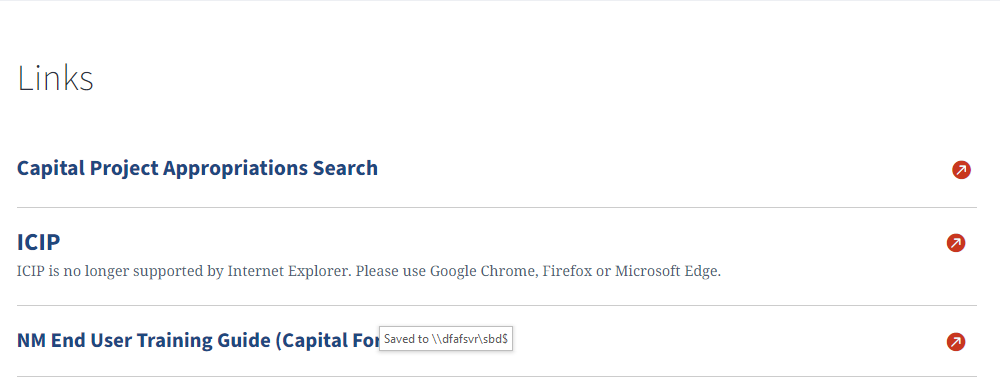 Links
Capital Project Appropriations Search
ICIP
ICIP is no longer supported by Internet Explorer. Please use Google Chrome, Firefox or Microsoft Edge.
NM End User Training Guide (Capital For
Saved to \\dfafsvr\sbd$